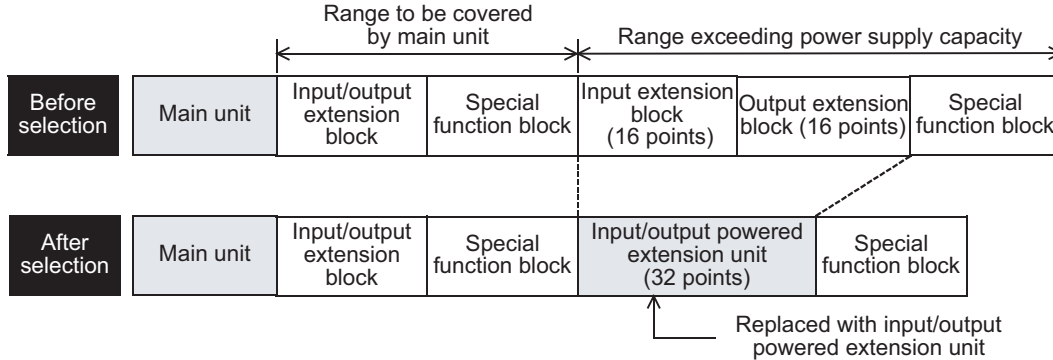 Range to be covered
by main unit
Range exceeding power supply capacity
Before
selection
Main unit
Input/output
extension
block
Special
function block
Input extension
block
(16 points)
Output extension
block (16 points)
Special
function block
After
selection
Main unit
Input/output
extension
block
Special
function block
Input/output powered
extension unit
(32 points)
Special
function block
Replaced with input/output
powered extension unit